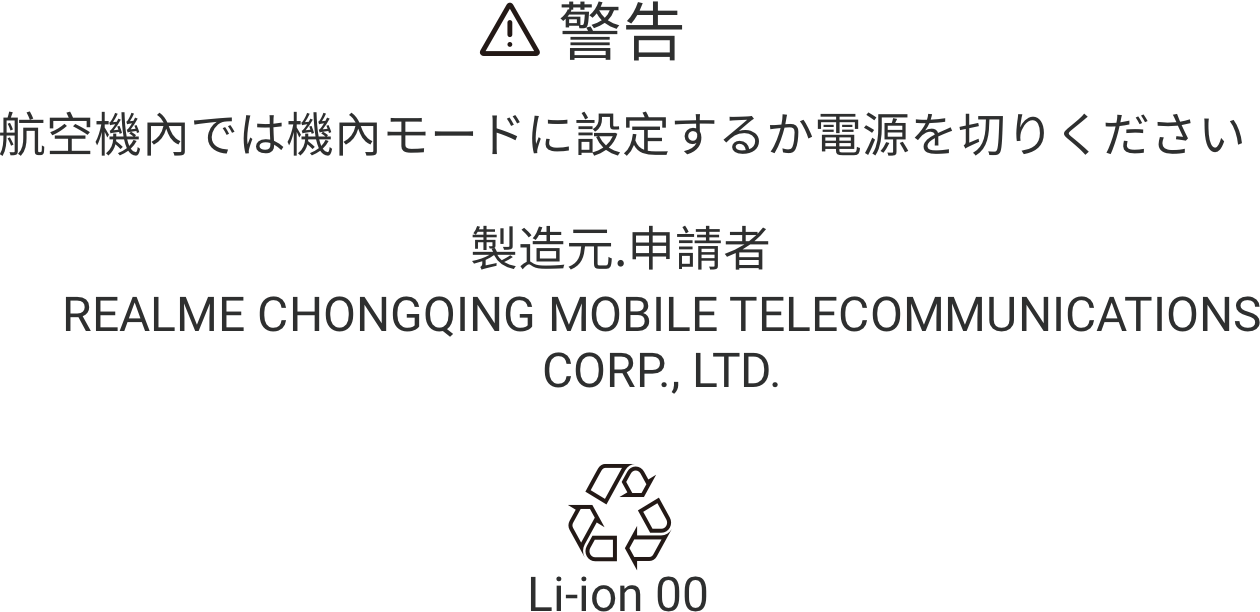 警告
航空機內では機內モードに設定するか電源を切りください
製造元.申請者
REALME CHONGQING MOBILE TELECOMMUNICATIONS
CORP., LTD.
Li-ion 00